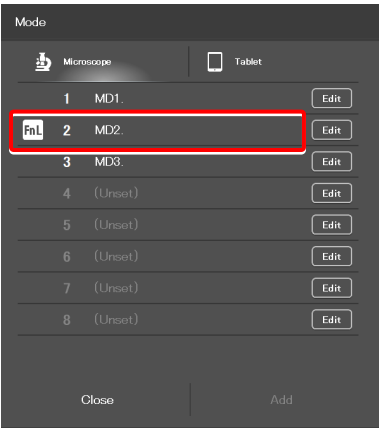 Mode
Microscope Tablet
1 MD1. Edit
FnL 2 MD2. Edit
3 MD3. Edit
4 (Unset) Edit
5 (Unset) Edit
6 (Unset) Edit
7 (Unset) Edit
8 (Unset) Edit
Close Add